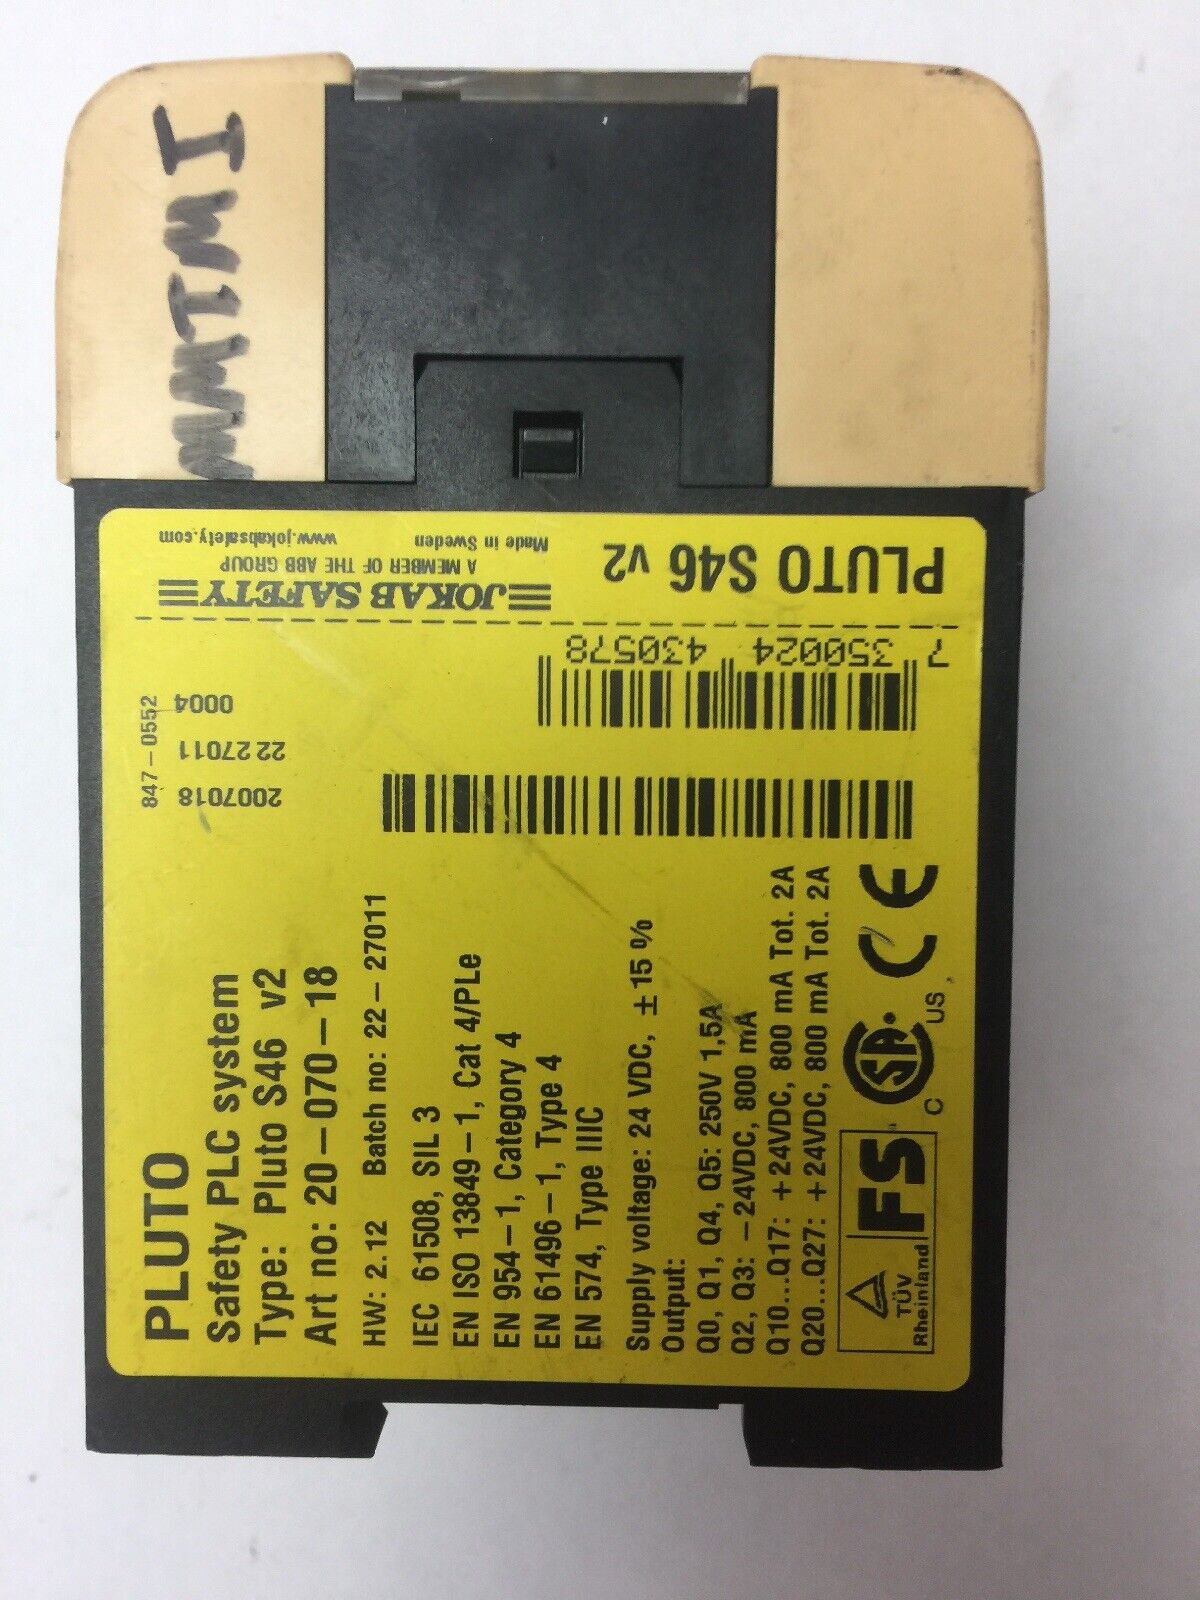 PLUTO
Safety PLC system
Type: Pluto S46 v2
Art no: 20-070-18
HW: 2.12 Batch no: 22-27011
IEC 61508, SIL 3
EN ISO 13849-1, Cat 4/PLe
EN 954-1, Category 4
EN 61496-1, Type 4
EN 574, Type IIIC
Supply voltage: 24 VDC, ±15 %
Output:
Q0, Q1, Q4, Q5: 250V 1,5A
Q2, Q3: -24VDC, 800 mA
Q10...Q17: +24VDC, 800 mA Tot. 2A
Q20...Q27: +24VDC, 800 mA Tot. 2A
TÜV
Rheinland
FS
C SA US
CE
847-0552
2007018
2227011
0004
7 350024 430578
PLUTO S46 v2
JOKAB SAFETY
A MEMBER OF THE ABB GROUP
Made in Sweden www.jokabsafety.com